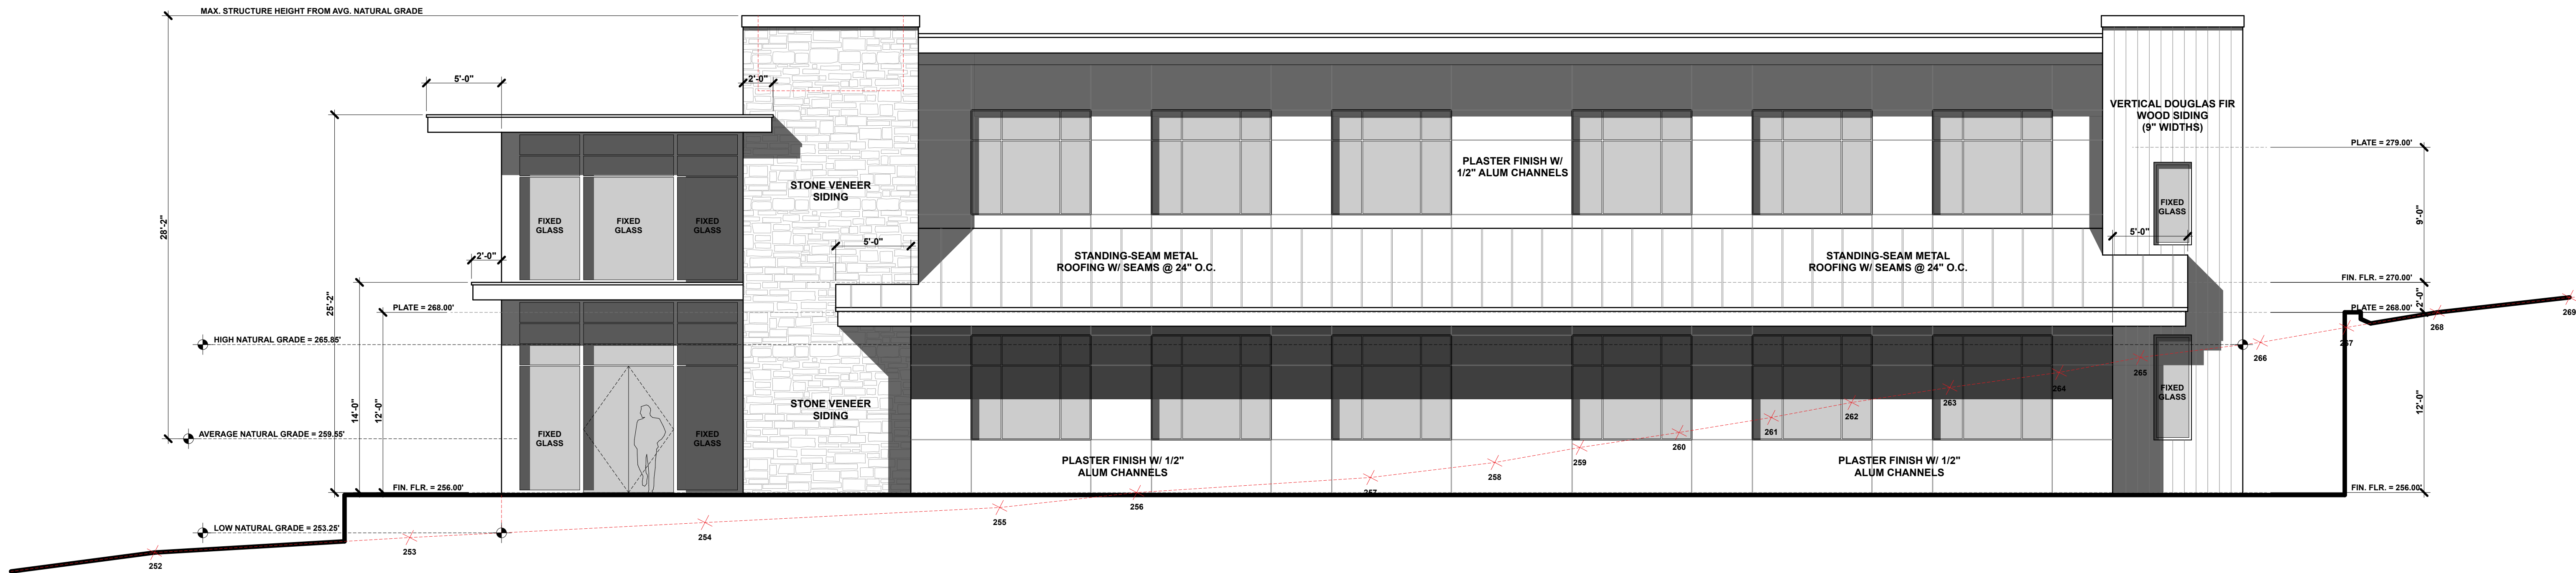 MAX. STRUCTURE HEIGHT FROM AVG. NATURAL GRADE
5'-0"
2'-0"
28'-2"
25'-2"
14'-0"
12'-0"
2'-0"
PLATE = 268.00'
HIGH NATURAL GRADE = 265.85'
AVERAGE NATURAL GRADE = 259.55'
FIN. FLR. = 256.00'
LOW NATURAL GRADE = 253.25'
FIXED
GLASS
FIXED
GLASS
FIXED
GLASS
FIXED
GLASS
FIXED
GLASS
STONE VENEER
SIDING
STONE VENEER
SIDING
5'-0"
PLASTER FINISH W/
1/2" ALUM CHANNELS
STANDING-SEAM METAL
ROOFING W/ SEAMS @ 24" O.C.
STANDING-SEAM METAL
ROOFING W/ SEAMS @ 24" O.C.
PLASTER FINISH W/ 1/2"
ALUM CHANNELS
PLASTER FINISH W/ 1/2"
ALUM CHANNELS
VERTICAL DOUGLAS FIR
WOOD SIDING
(9" WIDTHS)
FIXED
GLASS
5'-0"
FIXED
GLASS
PLATE = 279.00'
9'-0"
FIN. FLR. = 270.00'
2'-0"
PLATE = 268.00'
12'-0"
FIN. FLR. = 256.00'
252
253
254
255
256
257
258
259
260
261
262
263
264
265
266
267
268
269